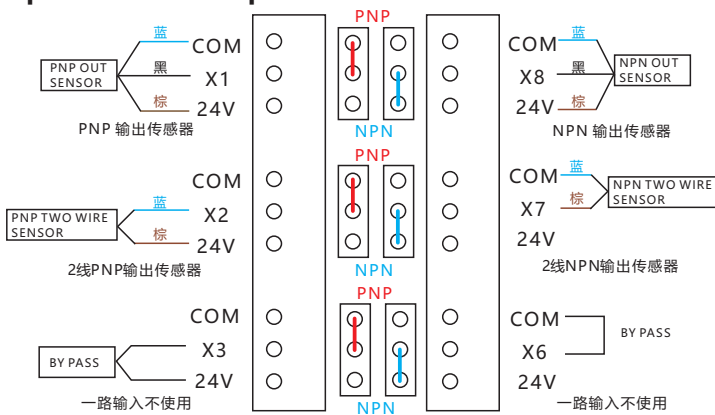 PNP
蓝
COM
黑
X1
PNP OUT
SENSOR
棕
24V
PNP 输出传感器
NPN
蓝
COM
黑
X8
NPN OUT
SENSOR
棕
24V
NPN 输出传感器
PNP
COM
蓝
X2
PNP TWO WIRE
SENSOR
棕
24V
2线PNP输出传感器
NPN
蓝
COM
NPN TWO WIRE
SENSOR
棕
X7
24V
2线NPN输出传感器
PNP
COM
X3
BY PASS
24V
一路输入不使用
NPN
COM
BY PASS
X6
24V
一路输入不使用